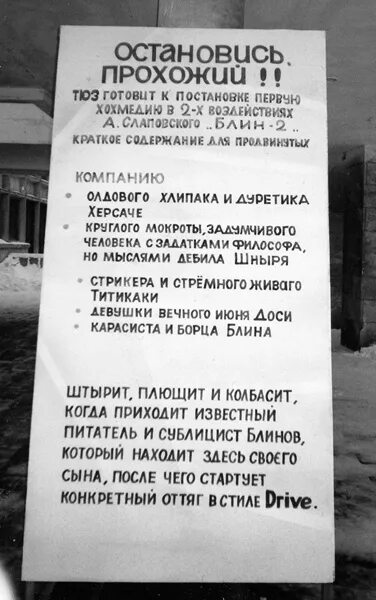 ОСТАНОВИСЬ,
ПРОХОЖИЙ !!
ТЮЗ ГОТОВИТ К ПОСТАНОВКЕ ПЕРВУЮ
ХОХМЕДИЮ В 2-Х ВОЗДЕЙСТВИЯХ
А. СЛАПОВСКОГО „БЛИН-2"
КРАТКОЕ СОДЕРЖАНИЕ ДЛЯ ПРОДВИНУТЫХ
КОМПАНИЮ
• ОЛДОВОГО ХЛИПАКА И ДУРЕТИКА
ХЕРСАЧЕ
• КРУГЛОГО МОКРОТЫ, ЗАДУМЧИВОГО
ЧЕЛОВЕКА С ЗАДАТКАМИ ФИЛОСОФА,
НО МЫСЛЯМИ ДЕБИЛА ШНЫРЯ
• СТРИКЕРА И СТРЁМНОГО ЖИВАГО
ТИТИКАКИ
• ДЕВУШКИ ВЕЧНОГО ИЮНЯ ДОСИ
• КАРАСИСТА И БОРЦА БЛИНА
ШТЫРИТ, ПЛЮЩИТ И КОЛБАСИТ,
КОГДА ПРИХОДИТ ИЗВЕСТНЫЙ
ПИТАТЕЛЬ И СУБЛИЦИСТ БЛИНОВ,
КОТОРЫЙ НАХОДИТ ЗДЕСЬ СВОЕГО
СЫНА, ПОСЛЕ ЧЕГО СТАРТУЕТ
КОНКРЕТНЫЙ ОТТЯГ В СТИЛЕ Drive.